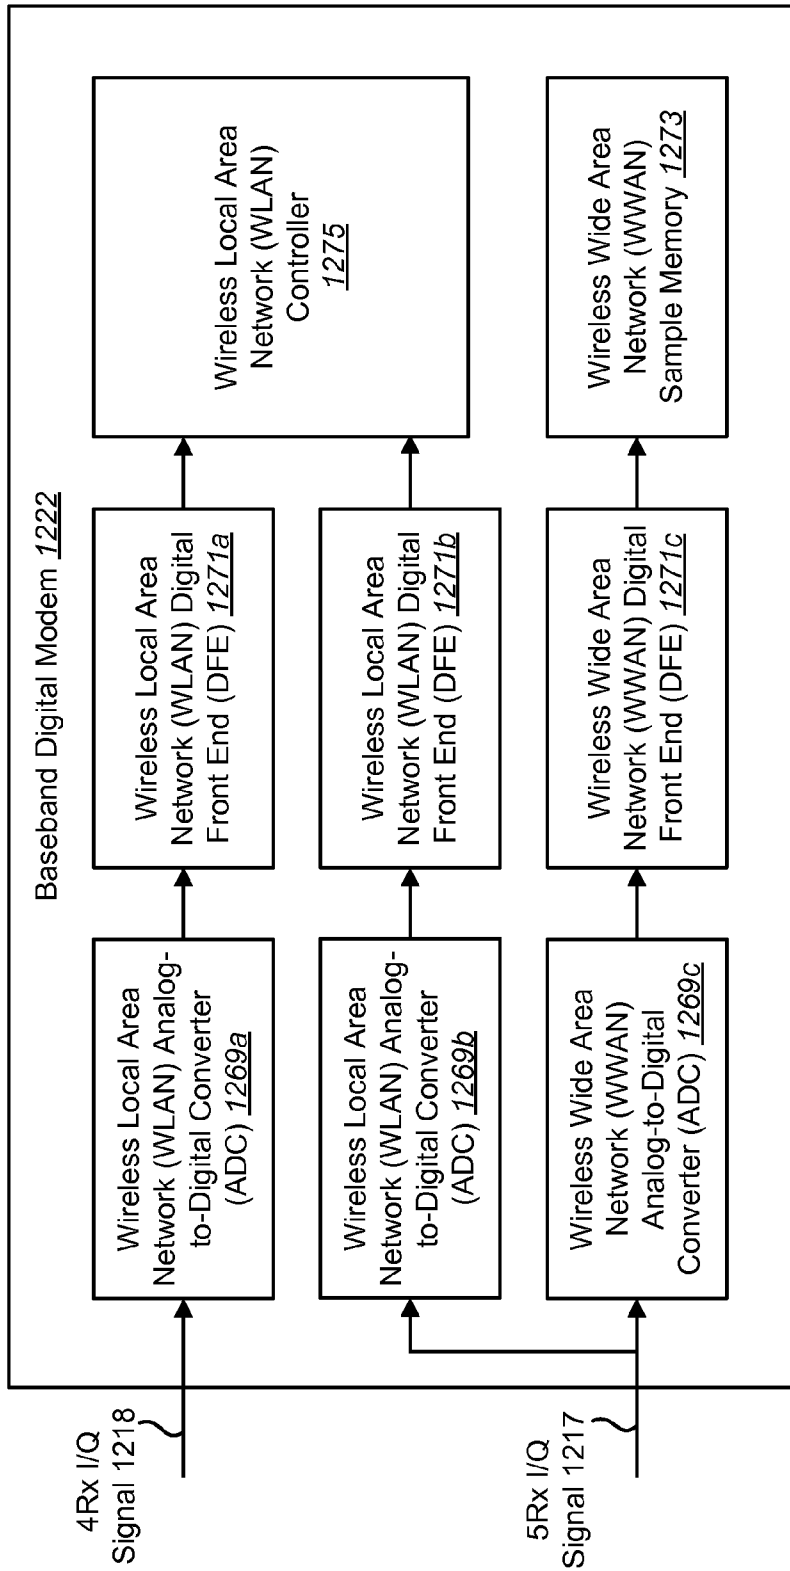 Baseband Digital Modem 1222
4Rx I/Q
Signal 1218
Wireless Local Area
Network (WLAN) Analog-
to-Digital Converter
(ADC) 1269a
Wireless Local Area
Network (WLAN) Digital
Front End (DFE) 1271a
Wireless Local Area
Network (WLAN)
Controller
1275
Wireless Local Area
Network (WLAN) Analog-
to-Digital Converter
(ADC) 1269b
Wireless Local Area
Network (WLAN) Digital
Front End (DFE) 1271b
5Rx I/Q
Signal 1217
Wireless Wide Area
Network (WWAN)
Analog-to-Digital
Converter (ADC) 1269c
Wireless Wide Area
Network (WWAN) Digital
Front End (DFE) 1271c
Wireless Wide Area
Network (WWAN)
Sample Memory 1273